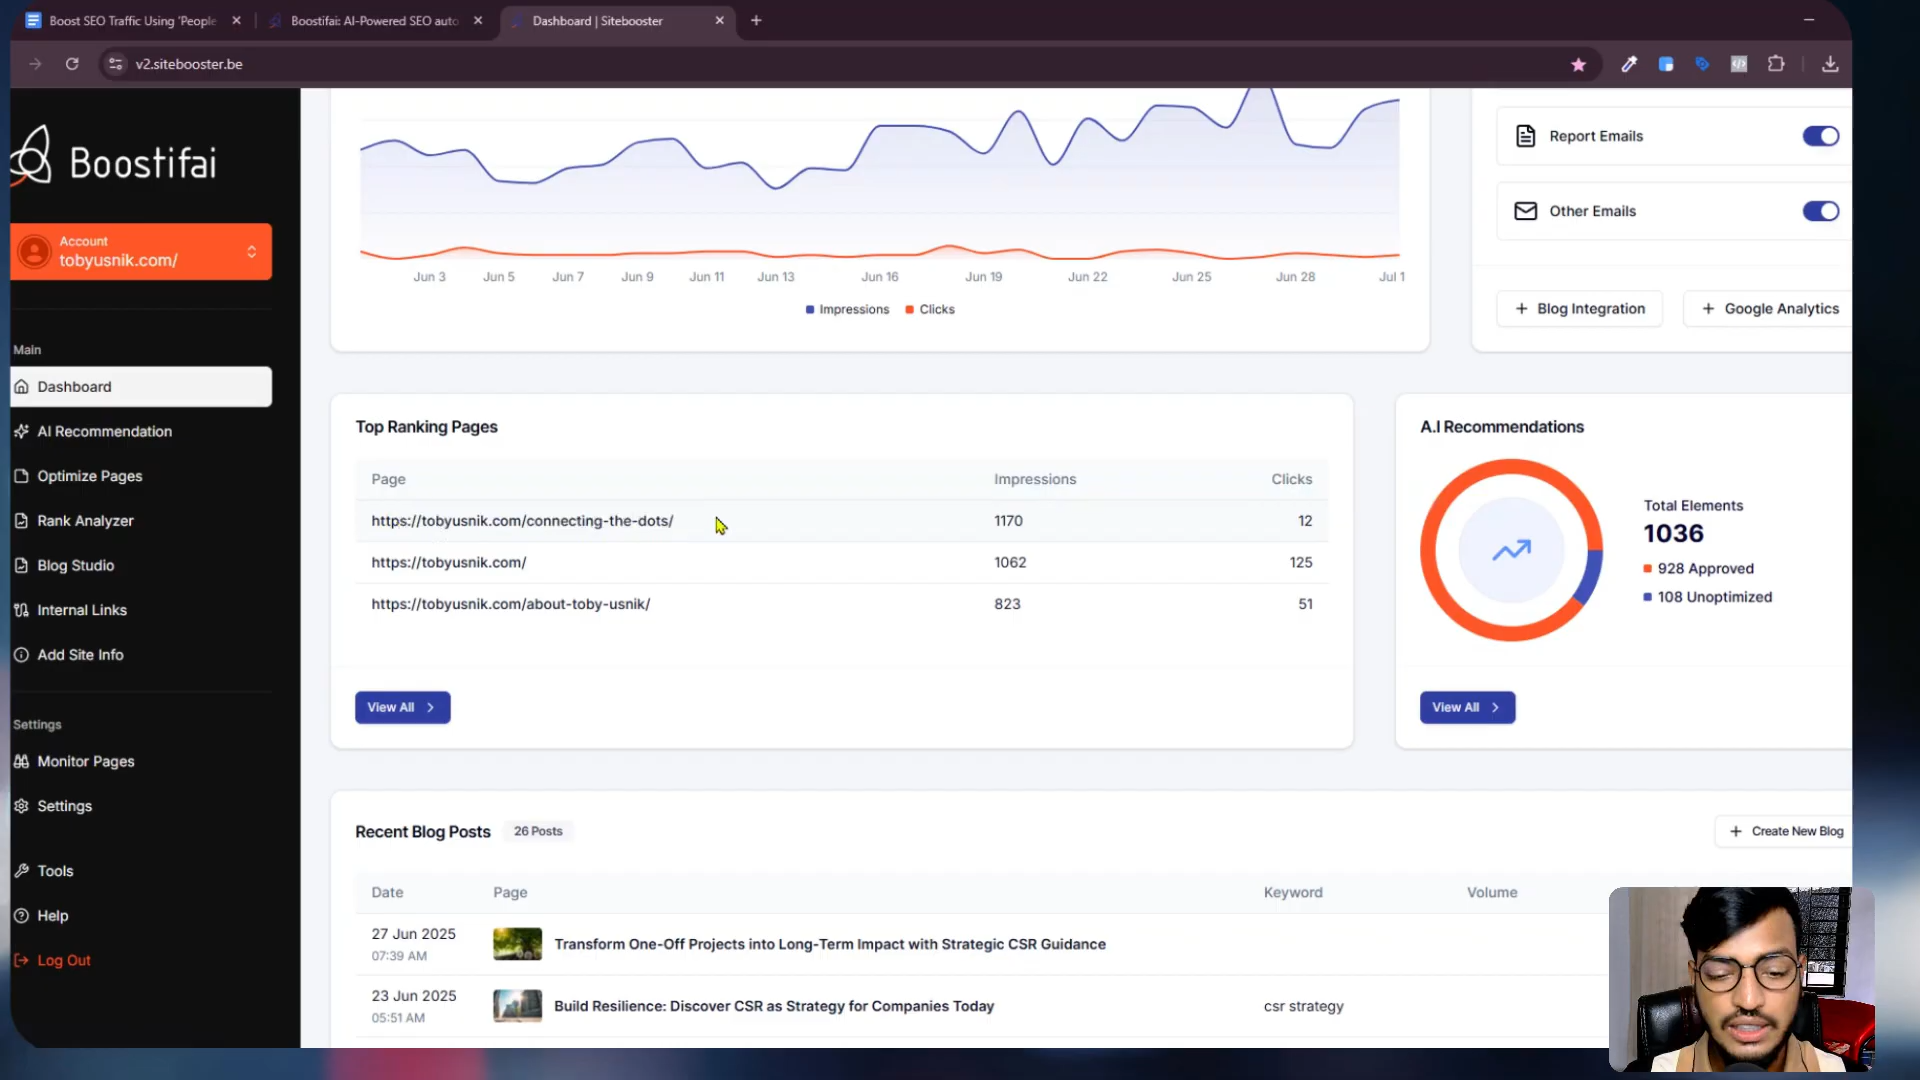 Boost SEO Traffic Using 'People
Boostifai: AI-Powered SEO auto
Dashboard | Sitebooster
v2.sitebooster.be
Boostifai
Account
tobyusnik.com/
Main
Dashboard
AI Recommendation
Optimize Pages
Rank Analyzer
Blog Studio
Internal Links
Add Site Info
Settings
Monitor Pages
Settings
Tools
Help
Log Out
Jun 3 Jun 5 Jun 7 Jun 9 Jun 11 Jun 13 Jun 16 Jun 19 Jun 22 Jun 25 Jun 28 Jul 1
Impressions Clicks
Report Emails
Other Emails
+ Blog Integration + Google Analytics
Top Ranking Pages
Page Impressions Clicks
https://tobyusnik.com/connecting-the-dots/ 1170 12
https://tobyusnik.com/ 1062 125
https://tobyusnik.com/about-toby-usnik/ 823 51
View All
A.I Recommendations
Total Elements
1036
928 Approved
108 Unoptimized
View All
Recent Blog Posts 26 Posts
+ Create New Blog
Date Page Keyword Volume
27 Jun 2025
07:39 AM
Transform One-Off Projects into Long-Term Impact with Strategic CSR Guidance
23 Jun 2025
05:51 AM
Build Resilience: Discover CSR as Strategy for Companies Today csr strategy